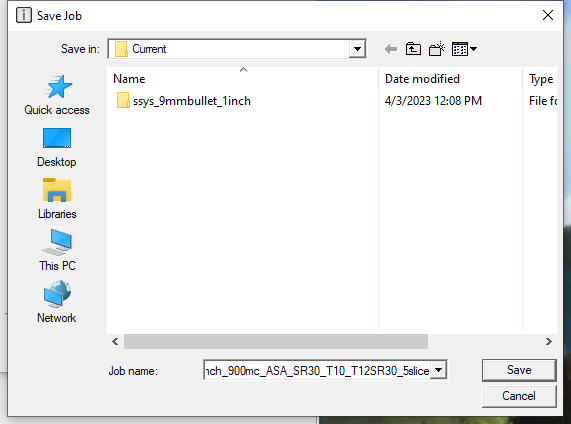 Save Job
Save in: Current
Name Date modified Type
ssys_9mmbullet_1inch 4/3/2023 12:08 PM File fo
Quick access
Desktop
Libraries
This PC
Network
Job name: nch_900mc_ASA_SR30_T10_T12SR30_5slice
Save
Cancel